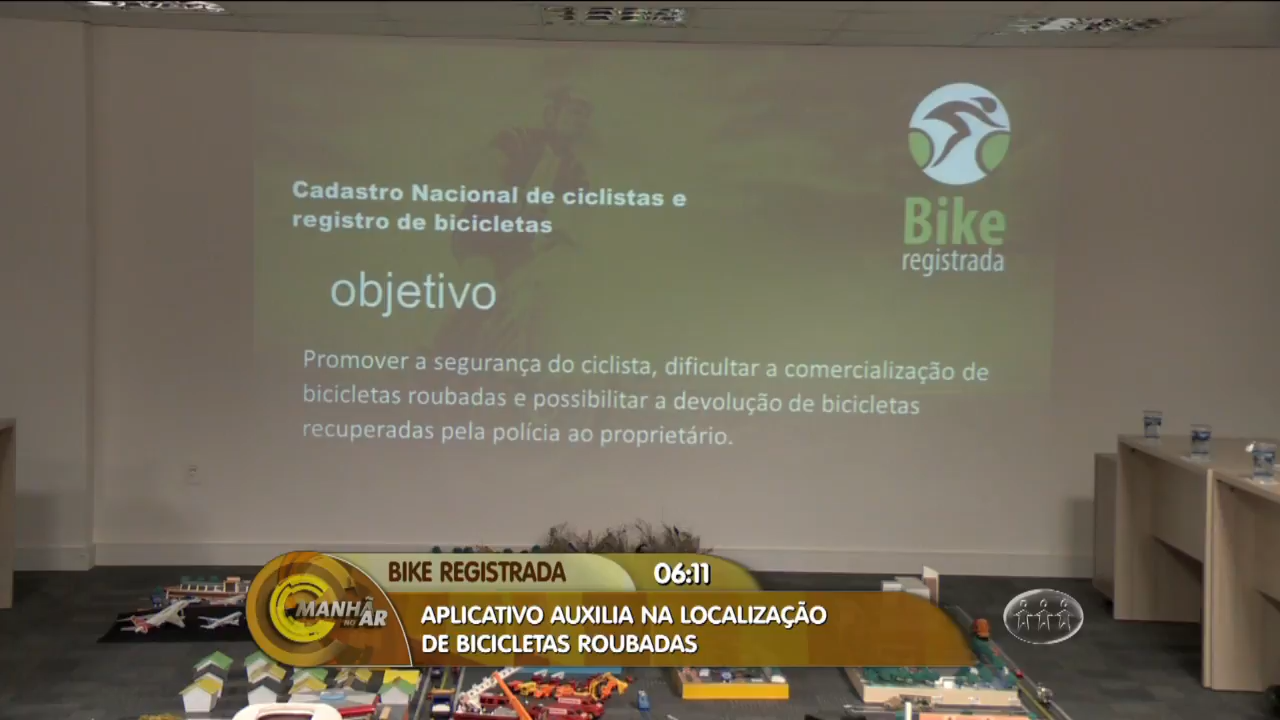 Cadastro Nacional de ciclistas e
registro de bicicletas
Bike
registrada
objetivo
Promover a segurança do ciclista, dificultar a comercialização de
bicicletas roubadas e possibilitar a devolução de bicicletas
recuperadas pela polícia ao proprietário.
BIKE REGISTRADA
06:11
MANHÃ
NO AR
APLICATIVO AUXILIA NA LOCALIZAÇÃO
DE BICICLETAS ROUBADAS